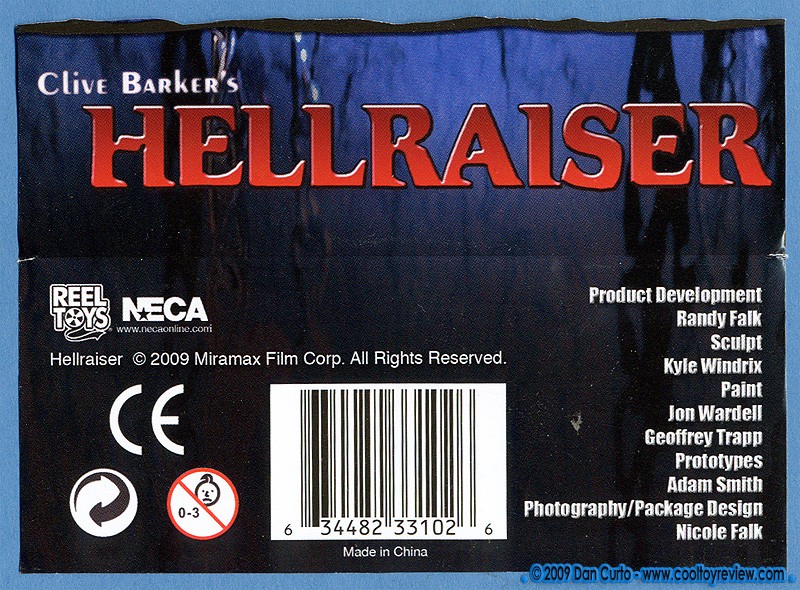 Clive Barker's
HELLRAISER
REEL
TOYS
NECA
www.necaonline.com
Hellraiser © 2009 Miramax Film Corp. All Rights Reserved.
CE
0-3
6 34482 33102 6
Made in China
Product Development
Randy Falk
Sculpt
Kyle Windrix
Paint
Jon Wardell
Geoffrey Trapp
Prototypes
Adam Smith
Photography/Package Design
Nicole Falk
© 2009 Dan Curto - www.cooltoyreview.com